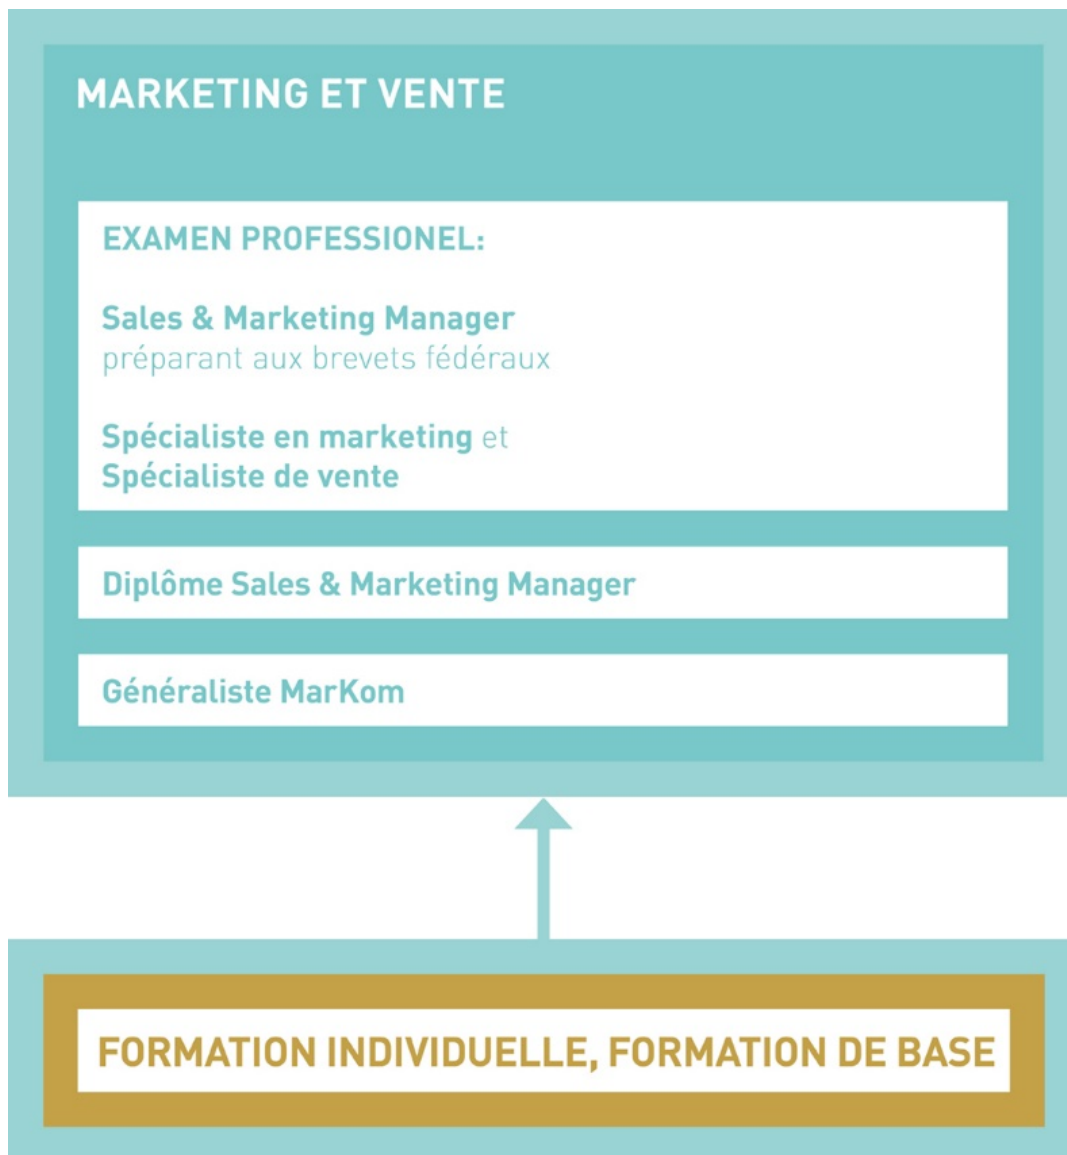 MARKETING ET VENTE
EXAMEN PROFESSIONEL:
Sales & Marketing Manager
préparant aux brevets fédéraux
Spécialiste en marketing et
Spécialiste de vente
Diplôme Sales & Marketing Manager
Généraliste MarKom
FORMATION INDIVIDUELLE, FORMATION DE BASE